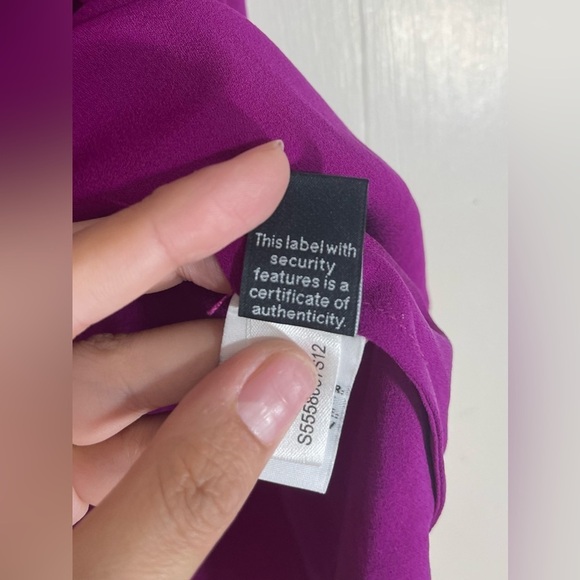 This label with
security
features is a
certificate of
authenticity.